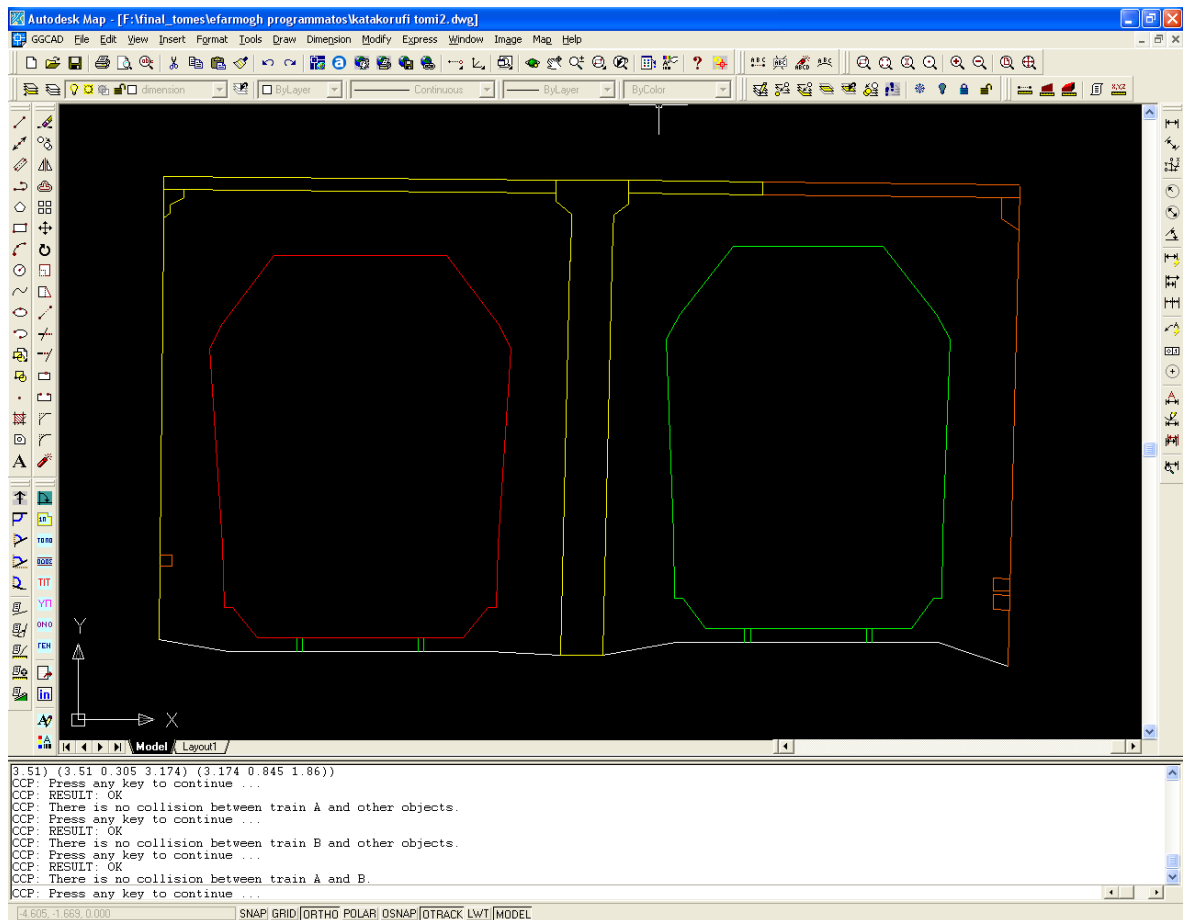 Autodesk Map - [F:\final_tomes\efarmogh programmatos\katakorufi tomi2.dwg]
GGCAD File Edit View Insert Format Tools Draw Dimension Modify Express Window Image Map Help
dimension ByLayer Continuous ByLayer ByColor
A
TIT
ΥΠ
ONO
ΓΕΝ
in
Y
X
Model Layout1
3.51) (3.51 0.305 3.174) (3.174 0.845 1.86))
CCP: Press any key to continue ...
CCP: RESULT: OK
CCP: There is no collision between train A and other objects.
CCP: Press any key to continue ...
CCP: RESULT: OK
CCP: There is no collision between train B and other objects.
CCP: Press any key to continue ...
CCP: RESULT: OK
CCP: There is no collision between train A and B.
CCP: Press any key to continue ...
-4.605, -1.669, 0.000 SNAP GRID ORTHO POLAR OSNAP OTRACK LWT MODEL